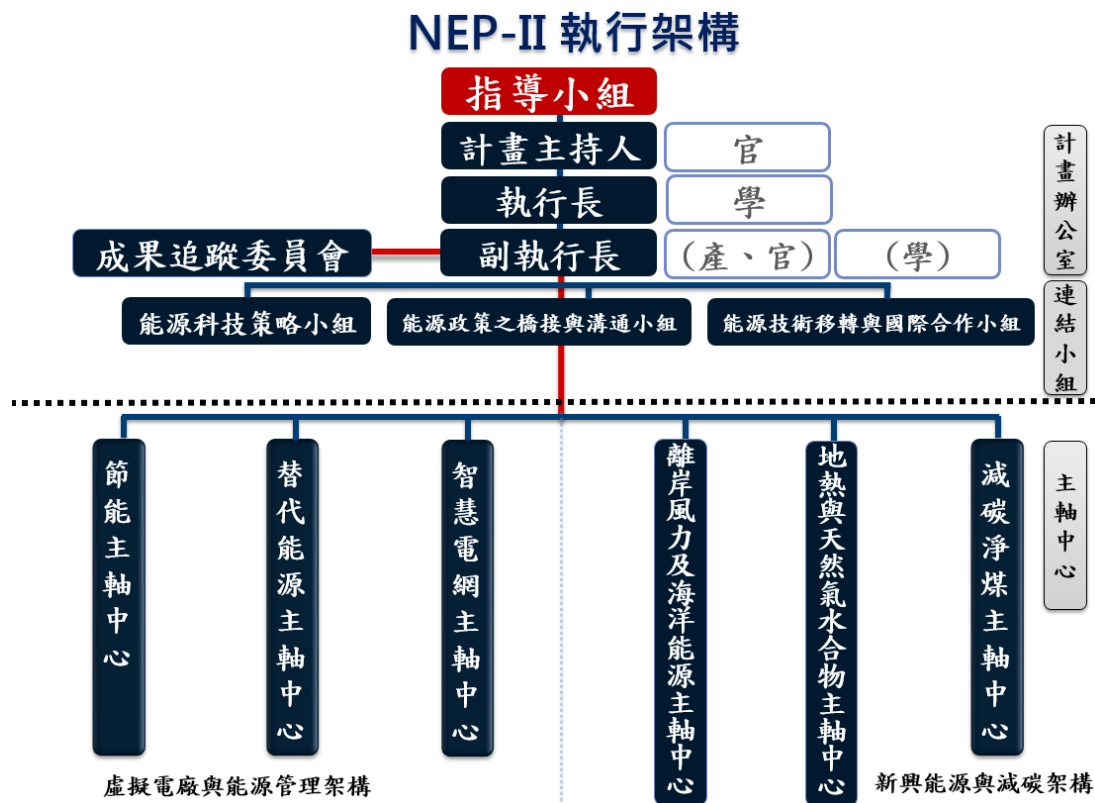 NEP-II 執行架構
指導小組
計畫主持人
官
執行長
學
成果追蹤委員會
副執行長
(產、官)
(學)
計畫辦公室
能源科技策略小組
能源政策之橋接與溝通小組
能源技術移轉與國際合作小組
連結小組
節能主軸中心
替代能源主軸中心
智慧電網主軸中心
離岸風力及海洋能源主軸中心
地熱與天然氣水合物主軸中心
減碳淨煤主軸中心
主軸中心
虛擬電廠與能源管理架構
新興能源與減碳架構